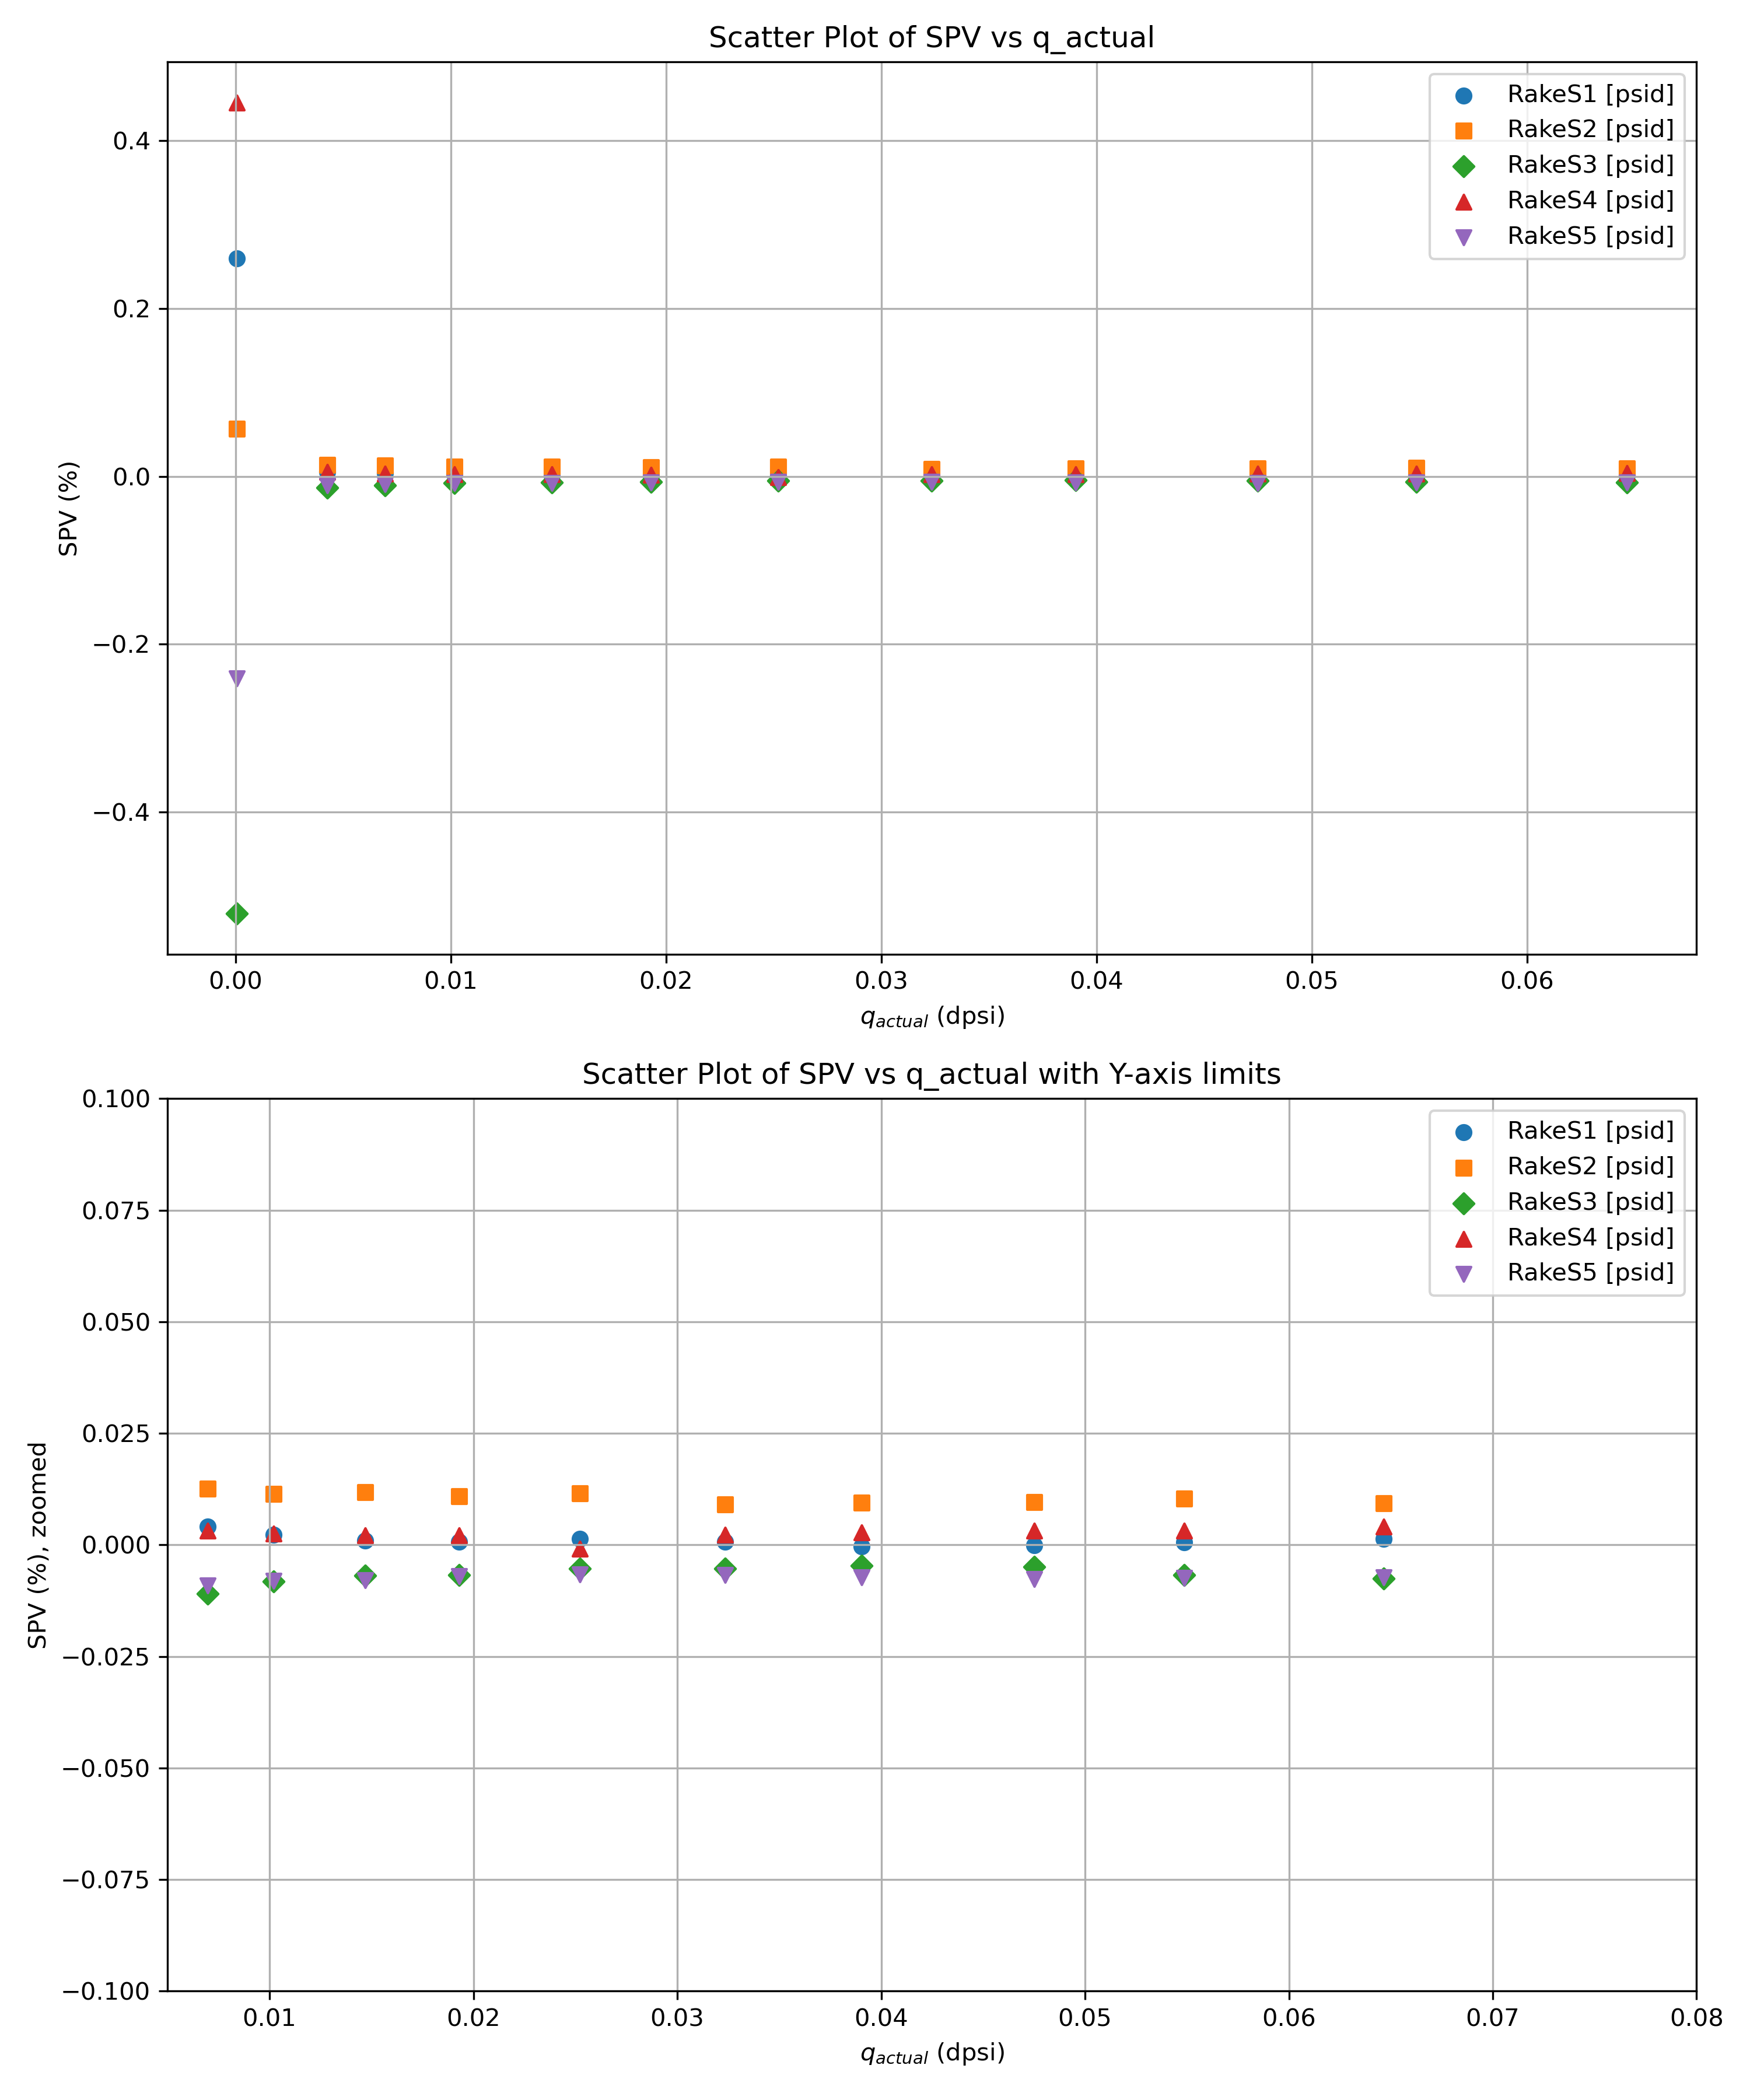 Scatter Plot of SPV vs q_actual
RakeS1 [psid]
RakeS2 [psid]
RakeS3 [psid]
RakeS4 [psid]
RakeS5 [psid]
SPV (%)
0.4
0.2
0.0
−0.2
−0.4
0.00 0.01 0.02 0.03 0.04 0.05 0.06
q_actual (dpsi)
Scatter Plot of SPV vs q_actual with Y-axis limits
RakeS1 [psid]
RakeS2 [psid]
RakeS3 [psid]
RakeS4 [psid]
RakeS5 [psid]
SPV (%), zoomed
0.100
0.075
0.050
0.025
0.000
−0.025
−0.050
−0.075
−0.100
0.01 0.02 0.03 0.04 0.05 0.06 0.07 0.08
q_actual (dpsi)